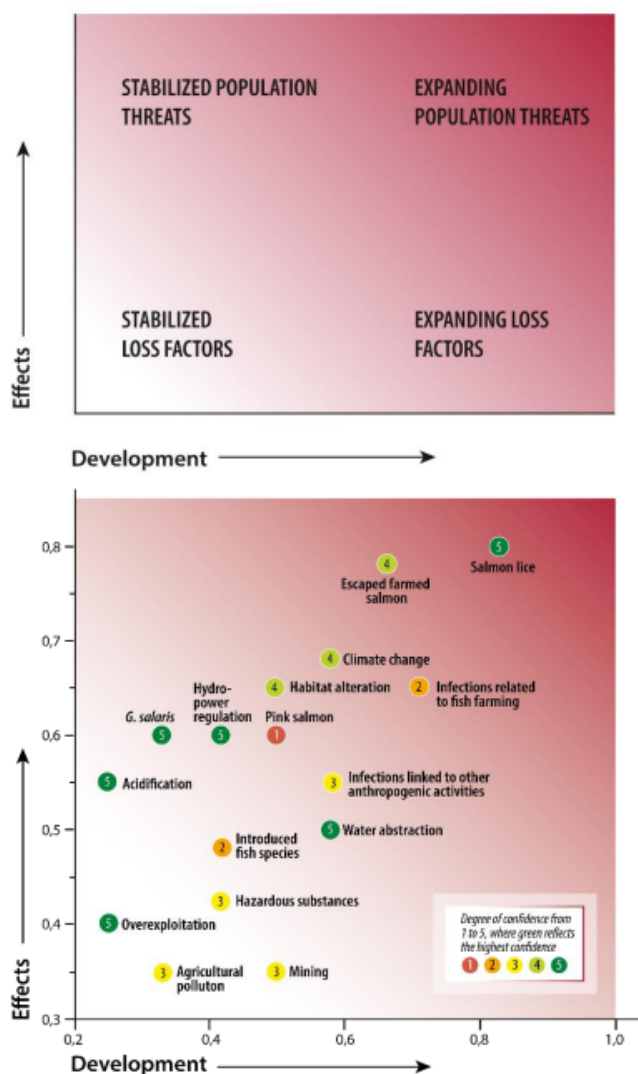 STABILIZED POPULATION
THREATS
EXPANDING
POPULATION THREATS
STABILIZED
LOSS FACTORS
EXPANDING LOSS
FACTORS
Effects
Development
0,8
0,7
0,6
0,5
0,4
0,3
Effects
5
Salmon lice
4
Escaped farmed
salmon
4
Climate change
4
Habitat alteration
2
Infections related
to fish farming
G. salaris
5
Hydro-
power
regulation
5
Pink salmon
1
5
Acidification
3
Infections linked to other
anthropogenic activities
5
Water abstraction
2
Introduced
fish species
3
Hazardous substances
5
Overexploitation
3
Agricultural
polluton
3
Mining
Degree of confidence from
1 to 5, where green reflects
the highest confidence
1 2 3 4 5
0,2 0,4 0,6 0,8 1,0
Development